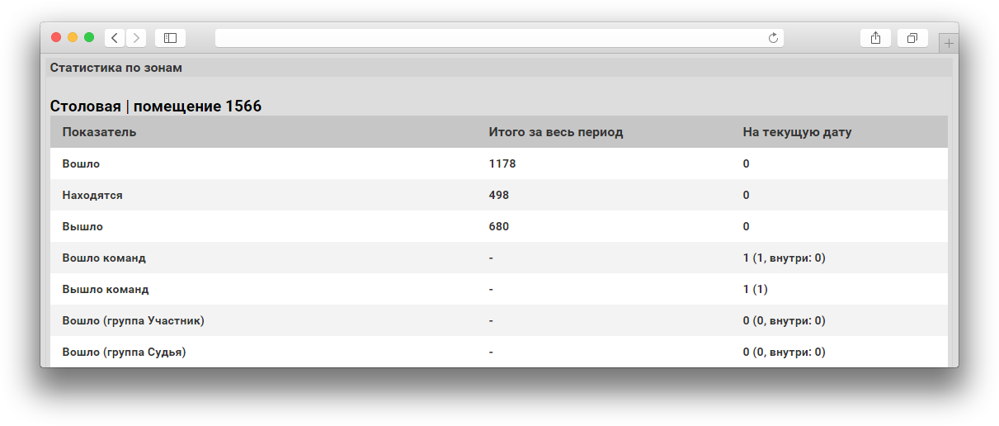 Статистика по зонам
Столовая | помещение 1566
Показатель Итого за весь период На текущую дату
Вошло 1178 0
Находятся 498 0
Вышло 680 0
Вошло команд - 1 (1, внутри: 0)
Вышло команд - 1 (1)
Вошло (группа Участник) - 0 (0, внутри: 0)
Вошло (группа Судья) - 0 (0, внутри: 0)